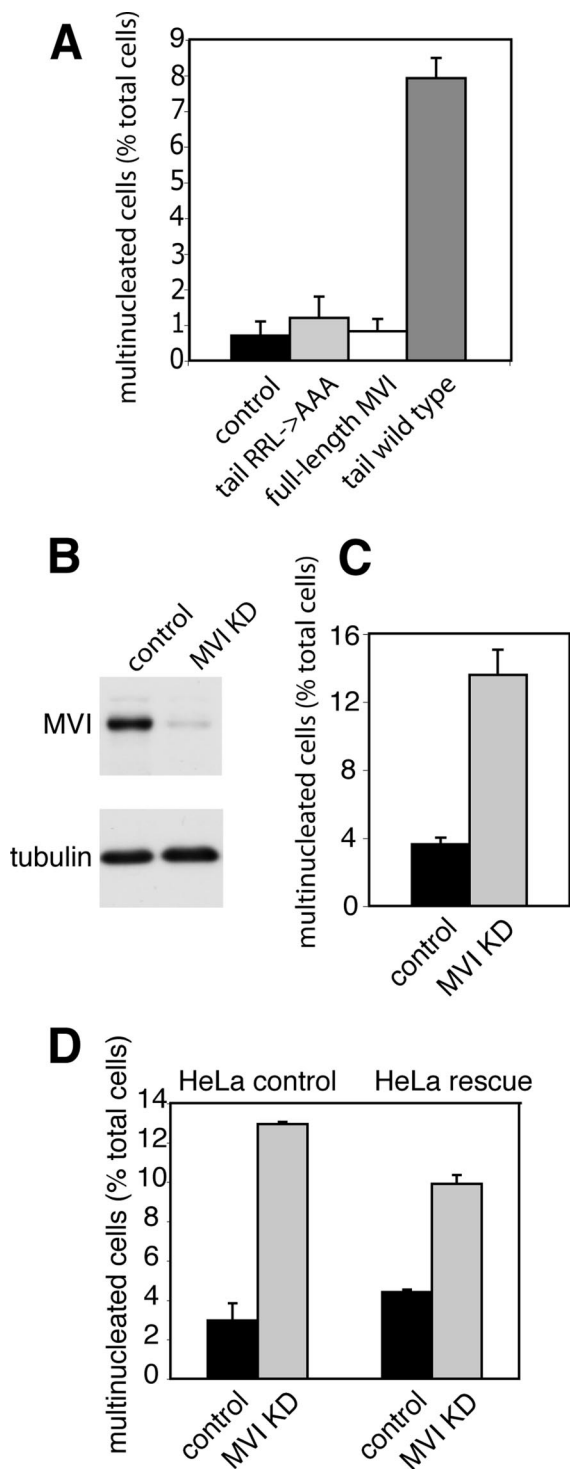 A
multinucleated cells (% total cells)
9
8
7
6
5
4
3
2
1
0
control
tail RRL->AAA
full-length MVI
tail wild type
B
control
MVI KD
MVI
tubulin
C
multinucleated cells (% total cells)
16
12
8
4
0
control
MVI KD
D
multinucleated cells (% total cells)
HeLa control
HeLa rescue
14
12
10
8
6
4
2
0
control
MVI KD
control
MVI KD